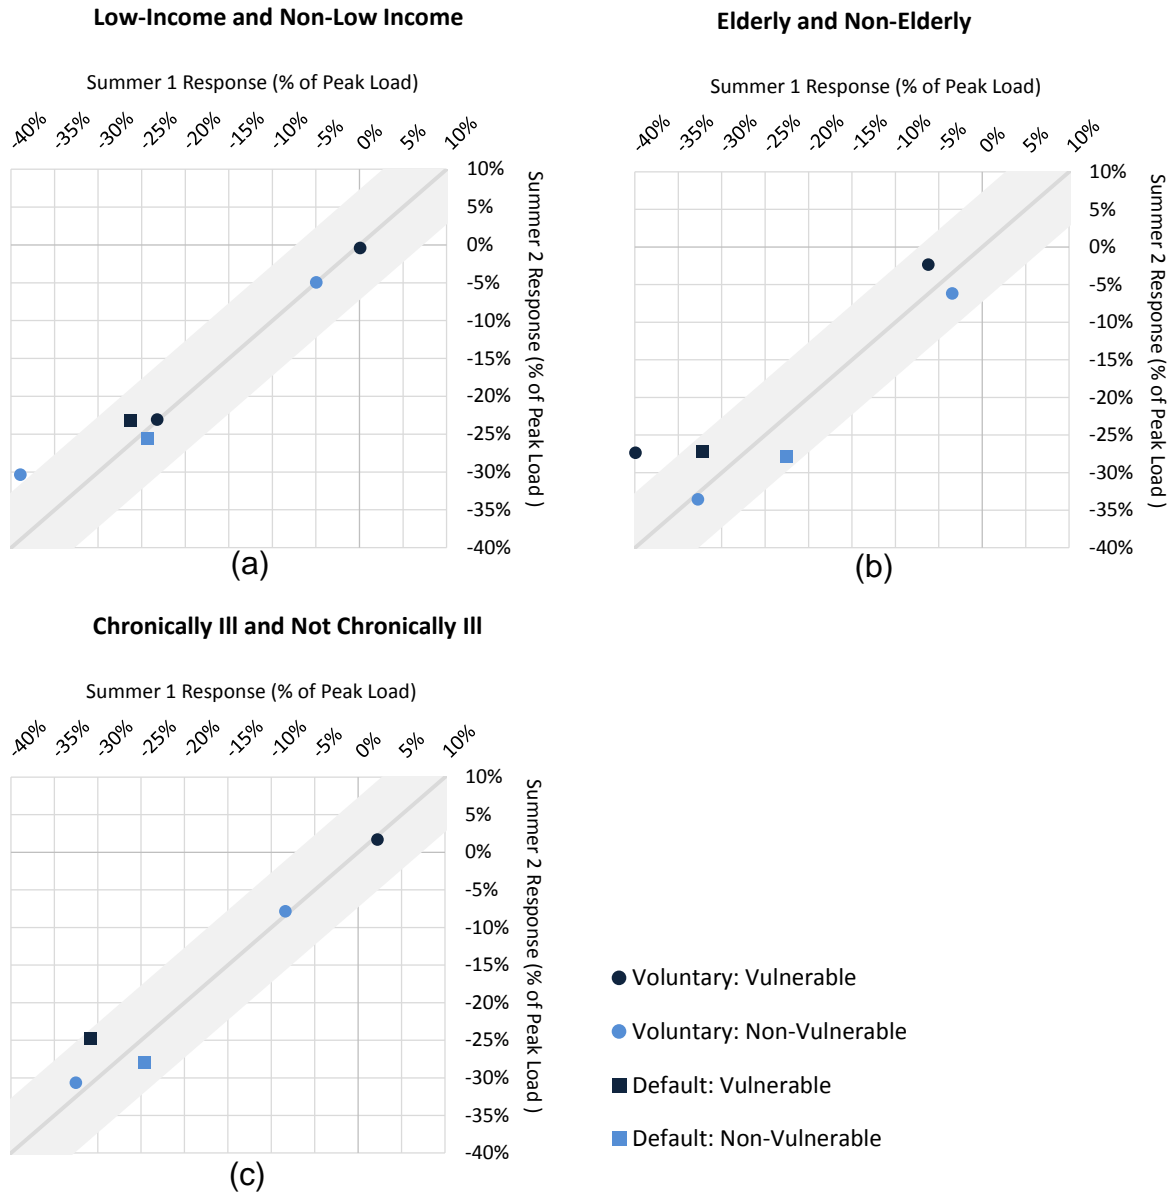 Low-Income and Non-Low Income
Summer 1 Response (% of Peak Load)
-40% -35% -30% -25% -20% -15% -10% -5% 0% 5% 10%
10%
5%
0%
-5%
-10%
-15%
-20%
-25%
-30%
-35%
-40%
Summer 2 Response (% of Peak Load )
(a)
Elderly and Non-Elderly
Summer 1 Response (% of Peak Load)
-40% -35% -30% -25% -20% -15% -10% -5% 0% 5% 10%
10%
5%
0%
-5%
-10%
-15%
-20%
-25%
-30%
-35%
-40%
Summer 2 Response (% of Peak Load )
(b)
Chronically Ill and Not Chronically Ill
Summer 1 Response (% of Peak Load)
-40% -35% -30% -25% -20% -15% -10% -5% 0% 5% 10%
10%
5%
0%
-5%
-10%
-15%
-20%
-25%
-30%
-35%
-40%
Summer 2 Response (% of Peak Load )
(c)
Voluntary: Vulnerable
Voluntary: Non-Vulnerable
Default: Vulnerable
Default: Non-Vulnerable